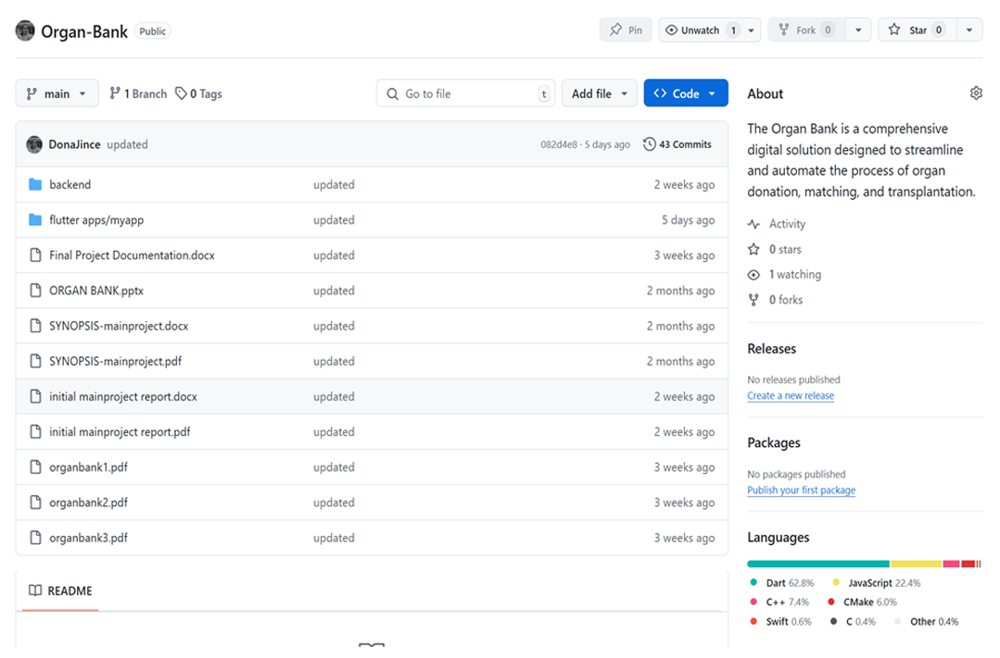 Organ-Bank Public Pin Unwatch 1 Fork 0 Star 0
main 1 Branch 0 Tags Go to file t Add file <> Code
DonaJince updated 082d4e8 · 5 days ago 43 Commits
backend updated 2 weeks ago
flutter apps/myapp updated 5 days ago
Final Project Documentation.docx updated 3 weeks ago
ORGAN BANK.pptx updated 2 months ago
SYNOPSIS-mainproject.docx updated 2 months ago
SYNOPSIS-mainproject.pdf updated 2 months ago
initial mainproject report.docx updated 2 weeks ago
initial mainproject report.pdf updated 2 weeks ago
organbank1.pdf updated 3 weeks ago
organbank2.pdf updated 3 weeks ago
organbank3.pdf updated 3 weeks ago
README
About
The Organ Bank is a comprehensive
digital solution designed to streamline
and automate the process of organ
donation, matching, and transplantation.
Activity
0 stars
1 watching
0 forks
Releases
No releases published
Create a new release
Packages
No packages published
Publish your first package
Languages
Dart 62.8% JavaScript 22.4%
C++ 7.4% CMake 6.0%
Swift 0.6% C 0.4% Other 0.4%